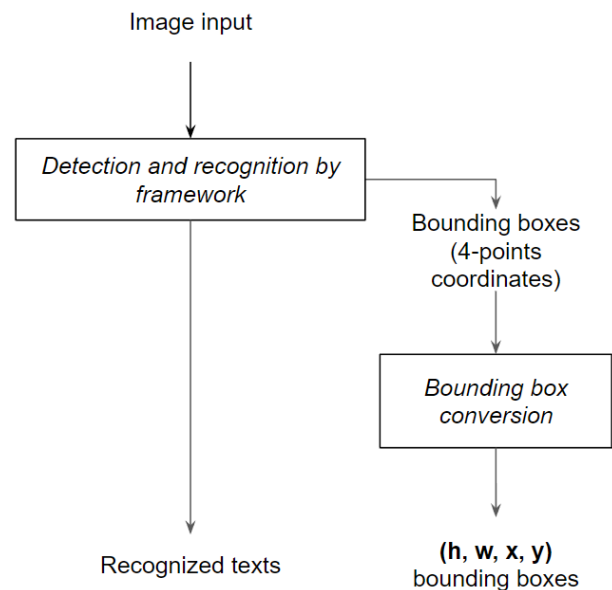 Image input
Detection and recognition by
framework
Bounding boxes
(4-points
coordinates)
Bounding box
conversion
Recognized texts
(h, w, x, y)
bounding boxes